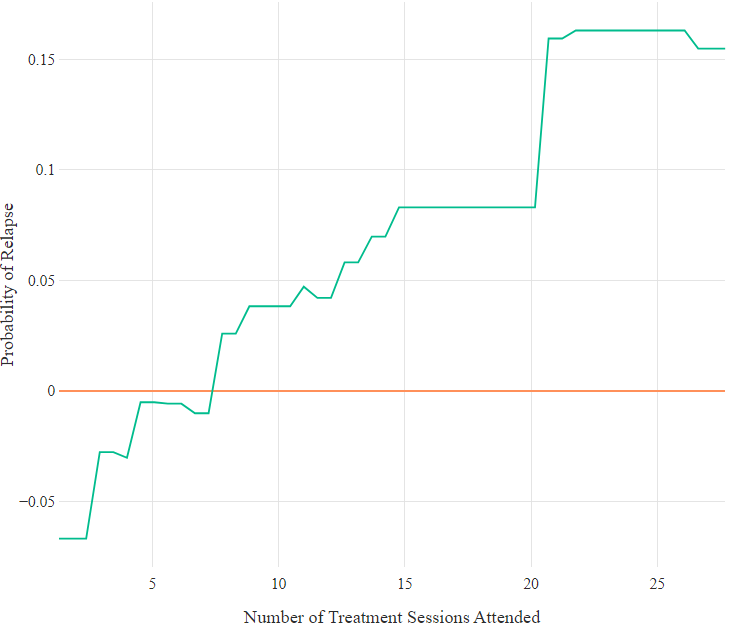 0.15
0.1
0.05
0
−0.05
Probability of Relapse
5 10 15 20 25
Number of Treatment Sessions Attended